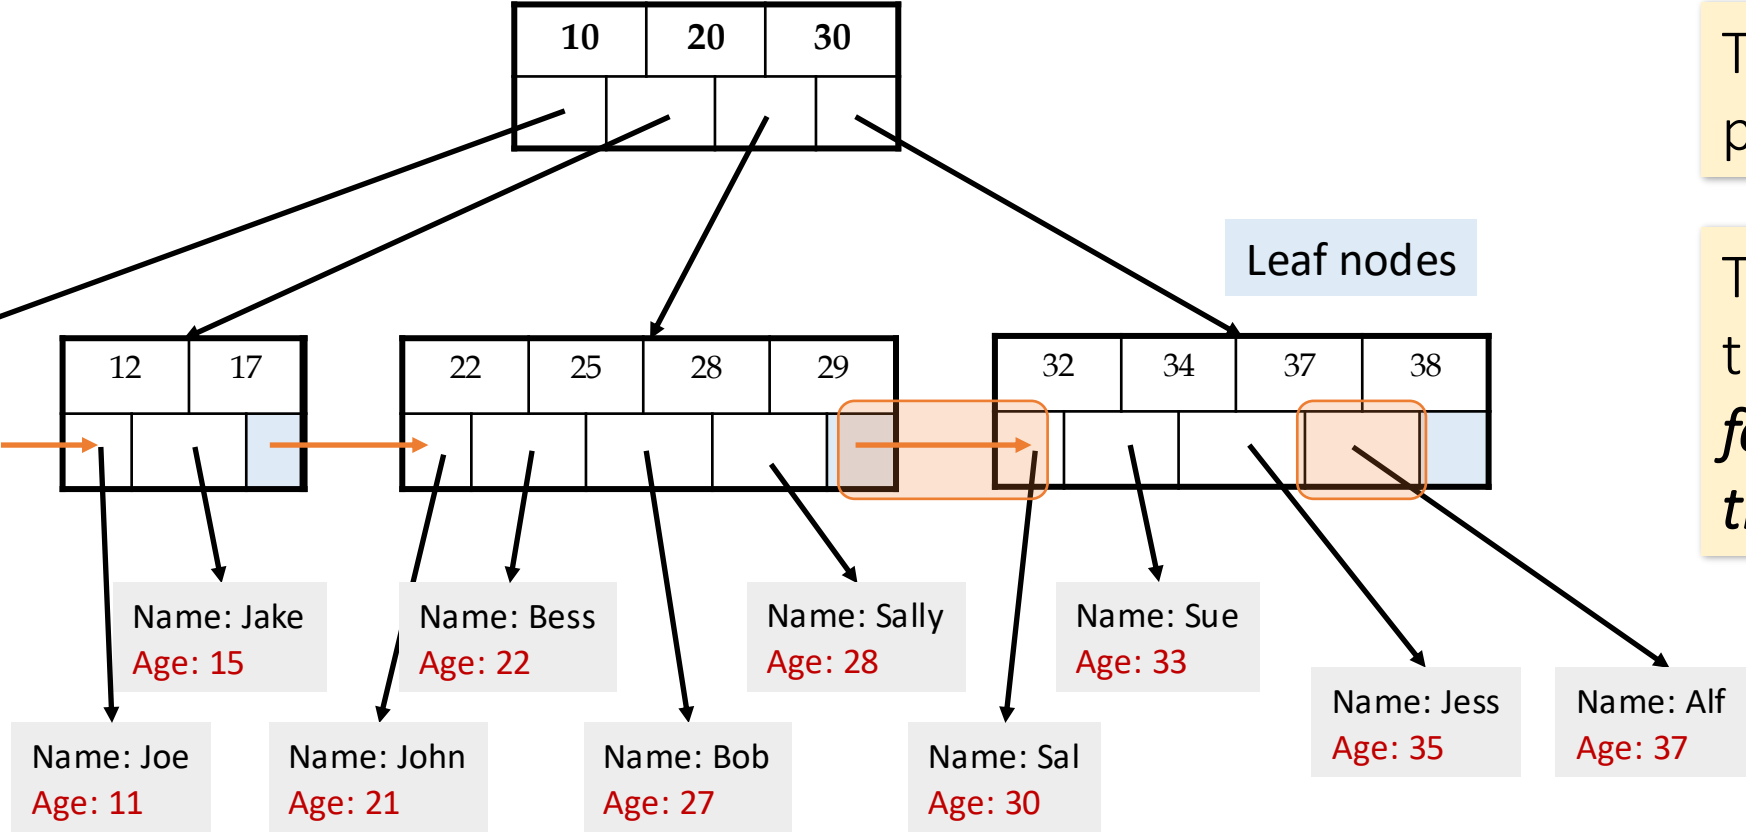 10 20 30
Leaf nodes
12 17
22 25 28 29
32 34 37 38
Name: Jake
Age: 15
Name: Bess
Age: 22
Name: Sally
Age: 28
Name: Sue
Age: 33
Name: Jess
Age: 35
Name: Alf
Age: 37
Name: Joe
Age: 11
Name: John
Age: 21
Name: Bob
Age: 27
Name: Sal
Age: 30